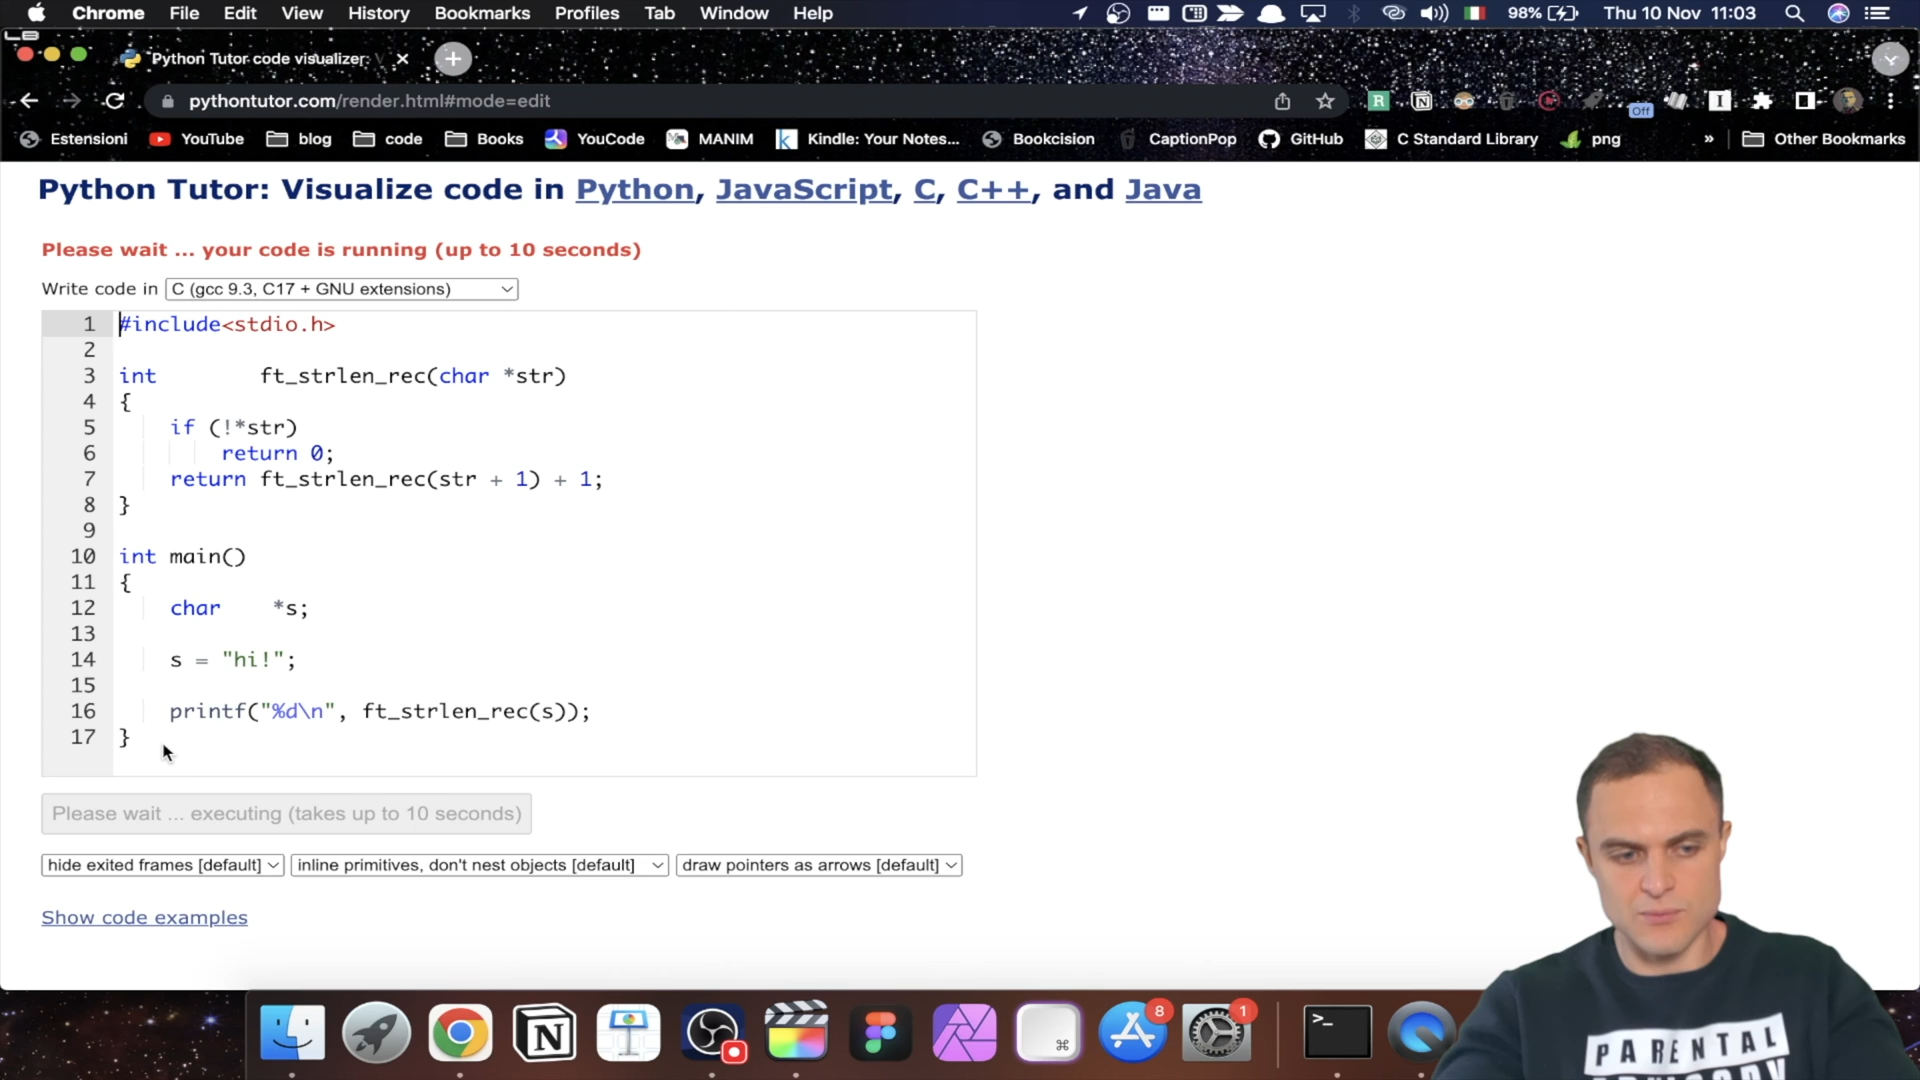 Chrome File Edit View History Bookmarks Profiles Tab Window Help 98% Thu 10 Nov 11:03
Python Tutor code visualizer: V
pythontutor.com/render.html#mode=edit
Off
Estensioni YouTube blog code Books YouCode MANIM Kindle: Your Notes... Bookcision CaptionPop GitHub C Standard Library png » Other Bookmarks
Python Tutor: Visualize code in Python, JavaScript, C, C++, and Java
Please wait ... your code is running (up to 10 seconds)
Write code in C (gcc 9.3, C17 + GNU extensions)
1 #include<stdio.h>
2
3 int ft_strlen_rec(char *str)
4 {
5 if (!*str)
6 return 0;
7 return ft_strlen_rec(str + 1) + 1;
8 }
9
10 int main()
11 {
12 char *s;
13
14 s = "hi!";
15
16 printf("%d\n", ft_strlen_rec(s));
17 }
Please wait ... executing (takes up to 10 seconds)
hide exited frames [default] inline primitives, don't nest objects [default] draw pointers as arrows [default]
Show code examples
8 1
PARENTAL